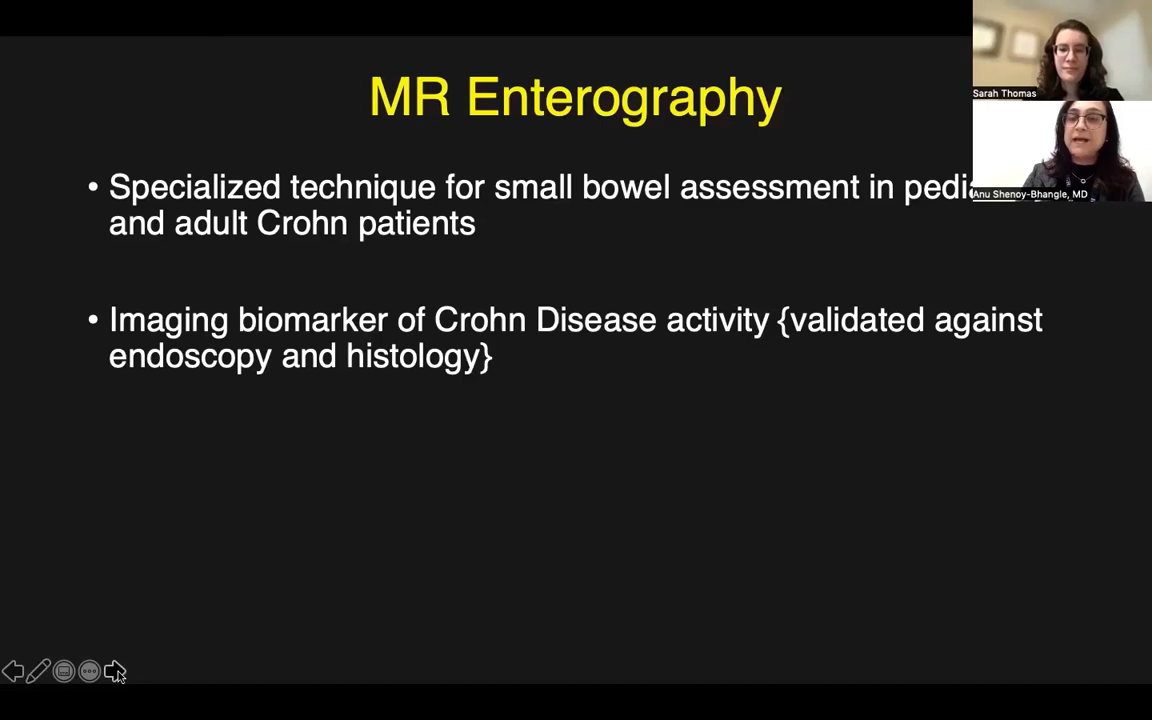 MR Enterography
• Specialized technique for small bowel assessment in
and adult Crohn patients
• Imaging biomarker of Crohn Disease activity {validated against
endoscopy and histology}
Sarah Thomas
Anu Shenoy-Bhangle, MD